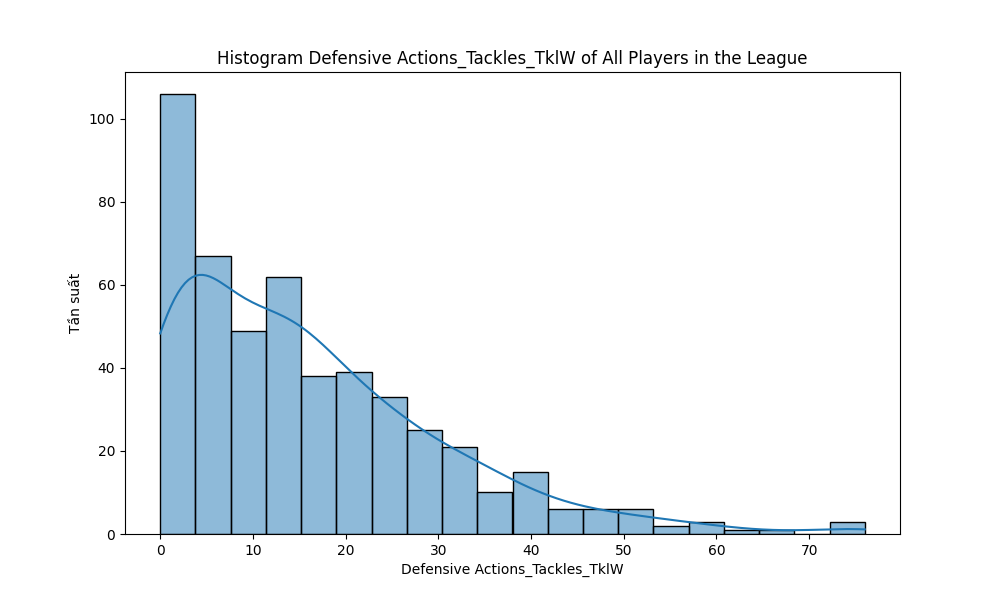 Histogram Defensive Actions_Tackles_TklW of All Players in the League
100
80
60
40
20
0
Tần suất
0 10 20 30 40 50 60 70
Defensive Actions_Tackles_TklW